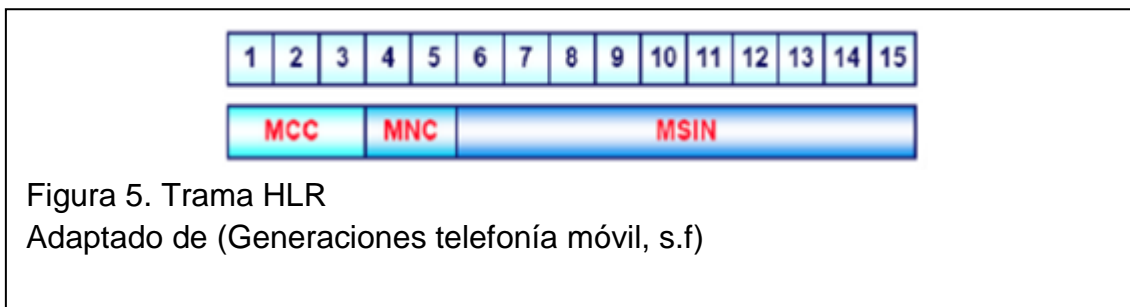 1 2 3 4 5 6 7 8 9 10 11 12 13 14 15
MCC MNC MSIN
Figura 5. Trama HLR
Adaptado de (Generaciones telefonía móvil, s.f)